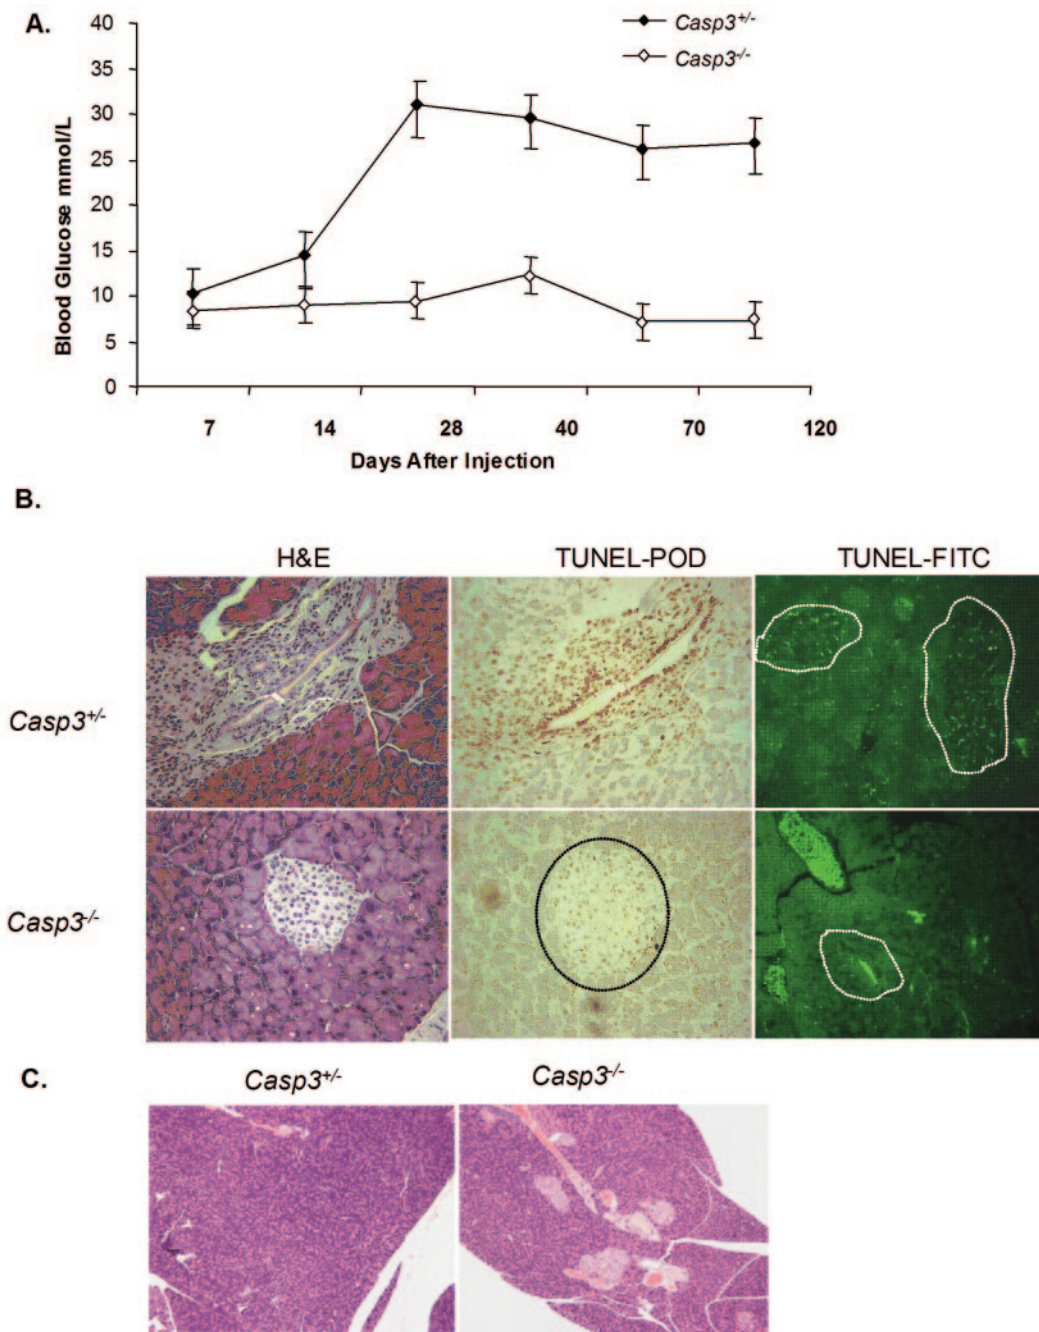 A.
Casp3+/-
Casp3-/-
40
35
30
25
20
15
10
5
0
Blood Glucose mmol/L
7 14 28 40 70 120
Days After Injection
B.
H&E TUNEL-POD TUNEL-FITC
Casp3+/-
Casp3-/-
C.
Casp3+/- Casp3-/-